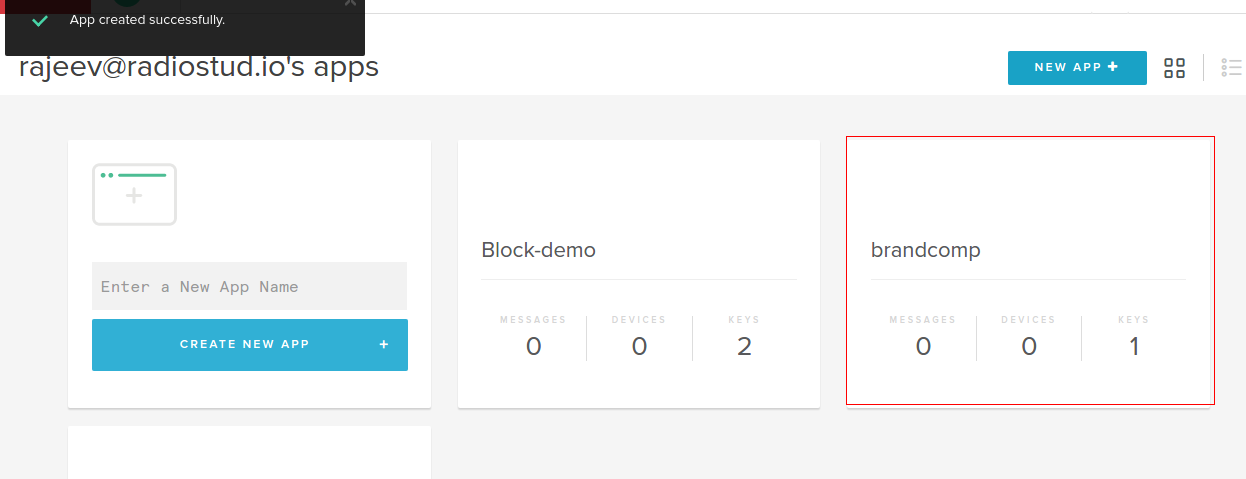 App created successfully.
rajeev@radiostud.io's apps
NEW APP +
Enter a New App Name
CREATE NEW APP +
Block-demo
MESSAGES DEVICES KEYS
0 0 2
brandcomp
MESSAGES DEVICES KEYS
0 0 1